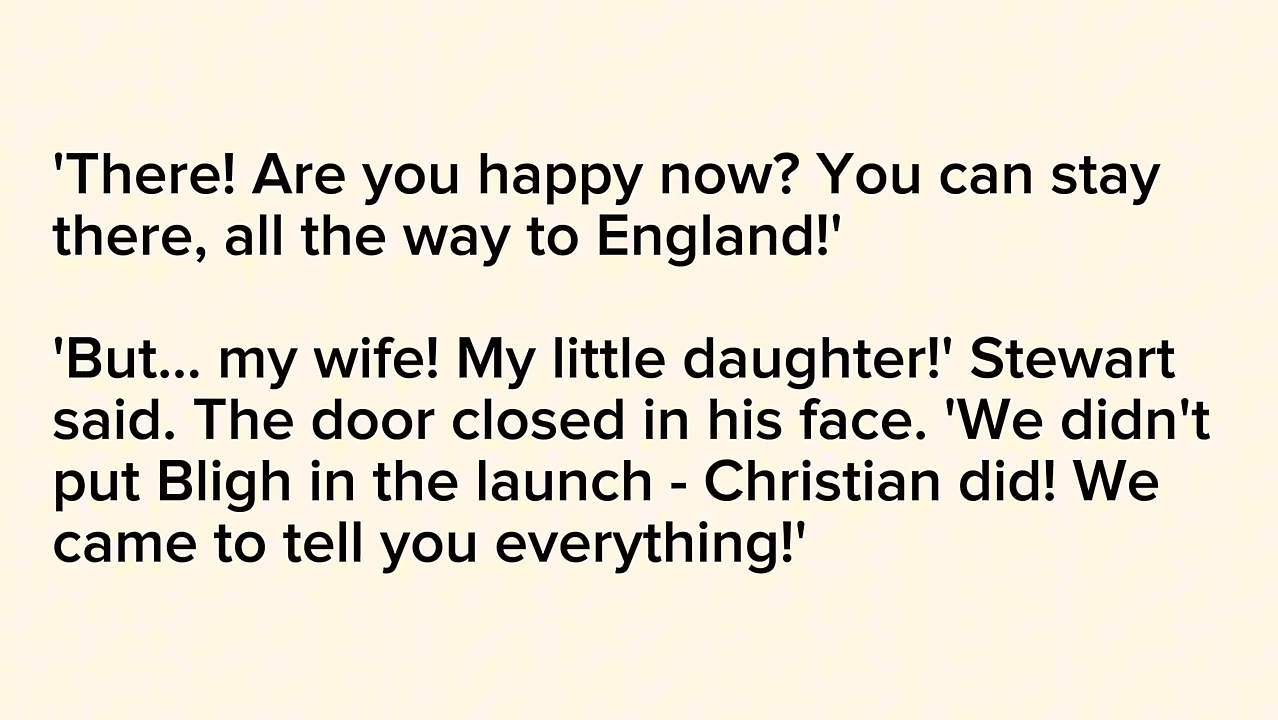 'There! Are you happy now? You can stay
there, all the way to England!'
'But... my wife! My little daughter!' Stewart
said. The door closed in his face. 'We didn't
put Bligh in the launch - Christian did! We
came to tell you everything!'